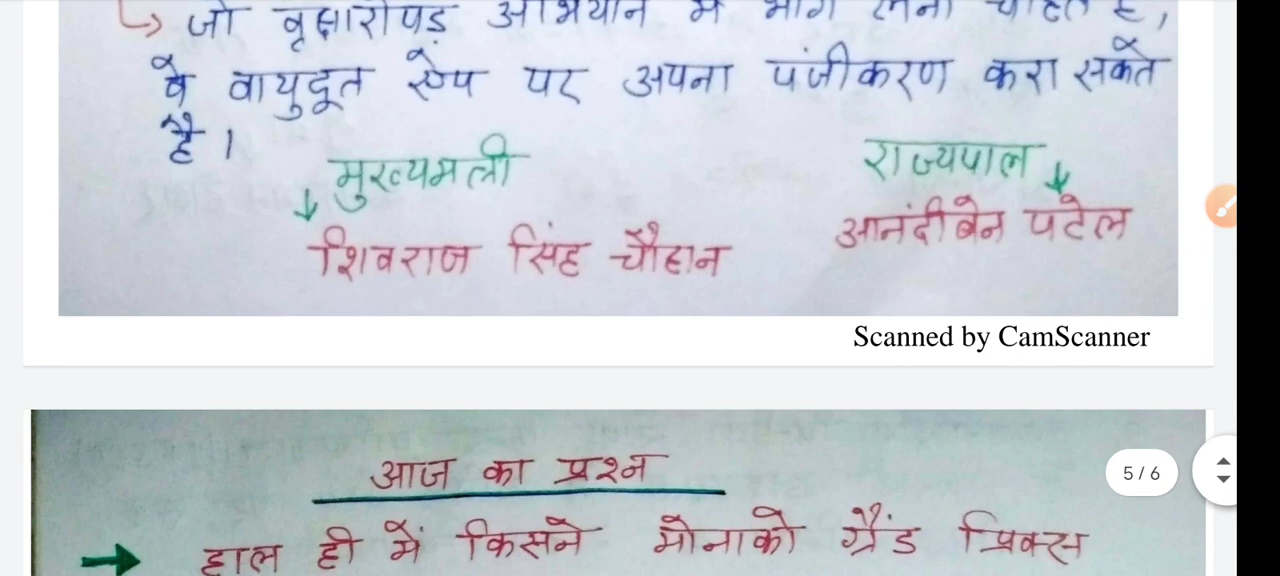 ↳ जो वृक्षारोपड़ अभियान में भाग लेना चाहते है,
वे वायुदूत ऐप पर अपना पंजीकरण करा सकते
है।
मुख्यमंत्री राज्यपाल
शिवराज सिंह चौहान आनंदीबेन पटेल
Scanned by CamScanner
आज का प्रश्न
5 / 6
→ हाल ही में किसने मोनाको ग्रैंड प्रिक्स